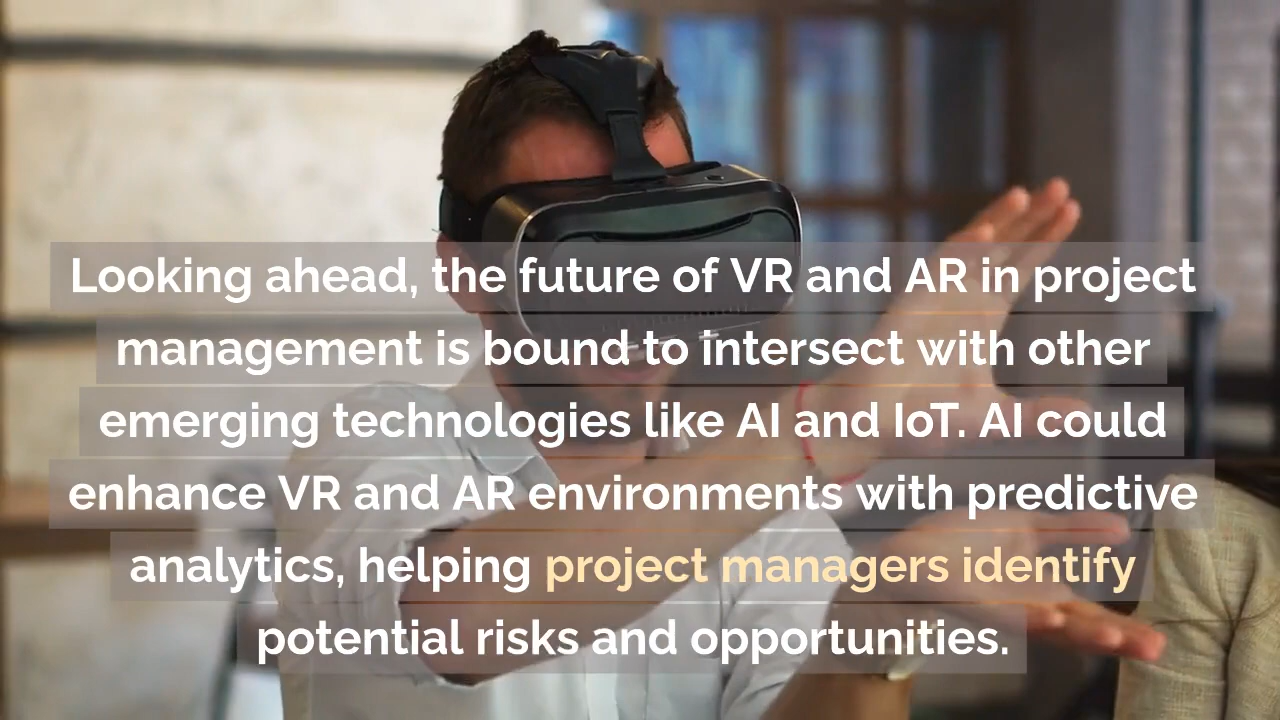 Looking ahead, the future of VR and AR in project
management is bound to intersect with other
emerging technologies like AI and IoT. AI could
enhance VR and AR environments with predictive
analytics, helping project managers identify
potential risks and opportunities.